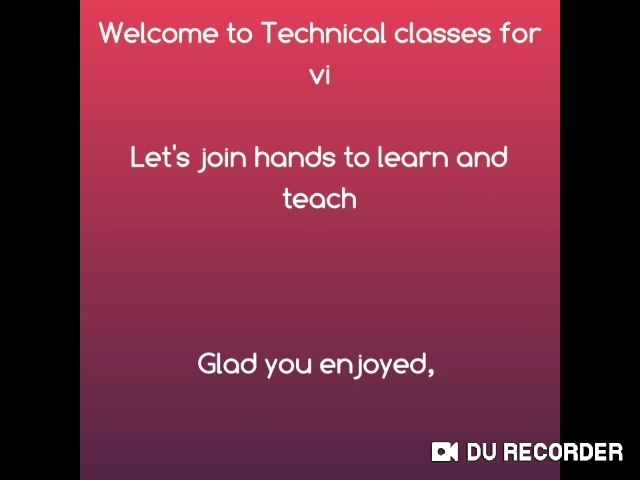 Welcome to Technical classes for
vi
Let's join hands to learn and
teach
Glad you enjoyed,
DU RECORDER